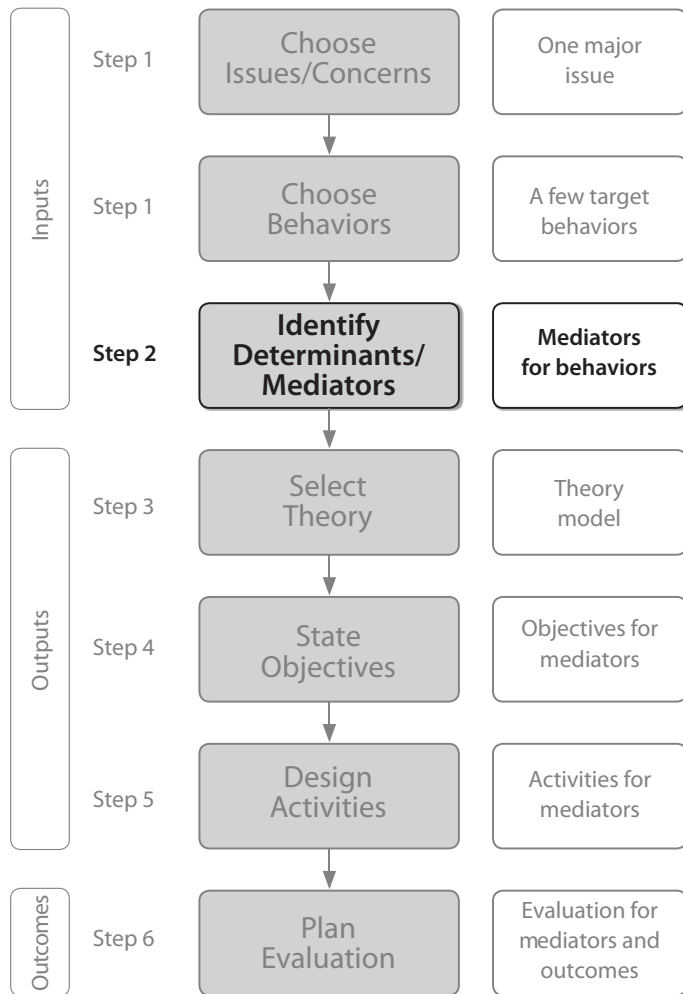 Inputs
Step 1
Choose
Issues/Concerns
One major
issue
Step 1
Choose
Behaviors
A few target
behaviors
Step 2
Identify
Determinants/
Mediators
Mediators
for behaviors
Outputs
Step 3
Select
Theory
Theory
model
Step 4
State
Objectives
Objectives for
mediators
Step 5
Design
Activities
Activities for
mediators
Outcomes
Step 6
Plan
Evaluation
Evaluation for
mediators and
outcomes